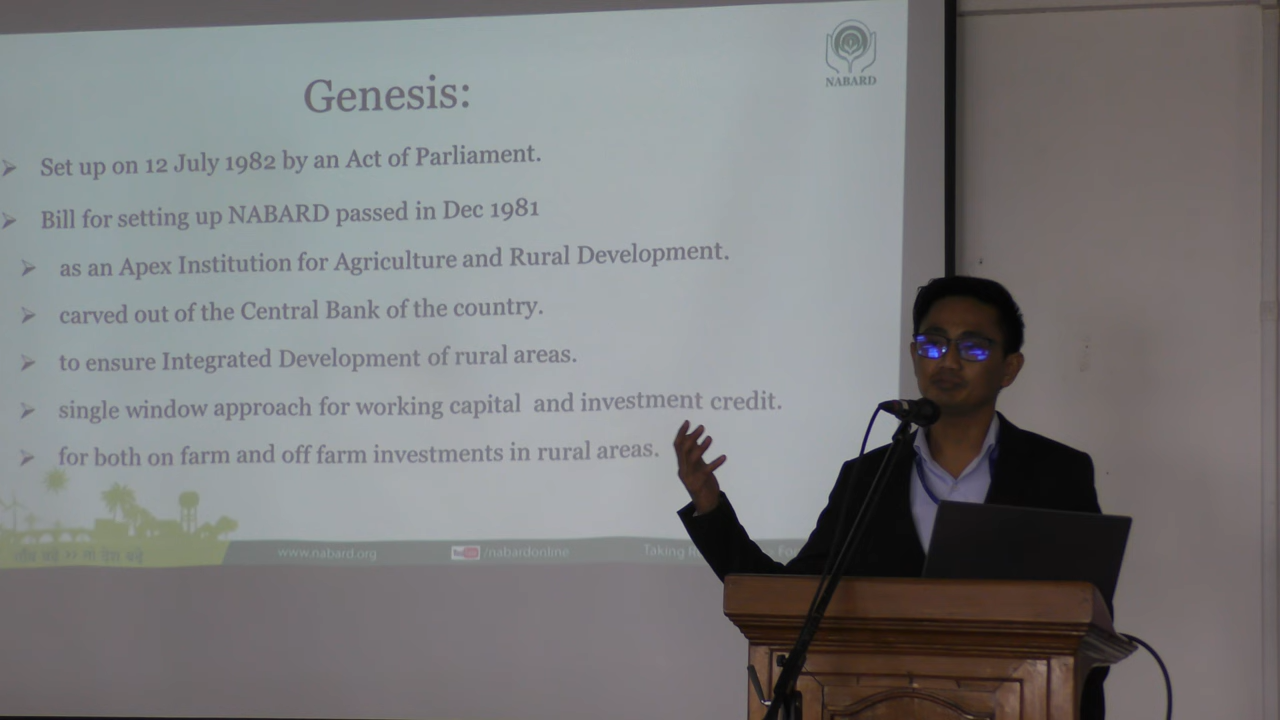 NABARD
Genesis:
Set up on 12 July 1982 by an Act of Parliament.
Bill for setting up NABARD passed in Dec 1981
as an Apex Institution for Agriculture and Rural Development.
carved out of the Central Bank of the country.
to ensure Integrated Development of rural areas.
single window approach for working capital and investment credit.
for both on farm and off farm investments in rural areas.
गाँव बढ़े >> तो देश बढ़े
www.nabard.org
/nabardonline
Taking